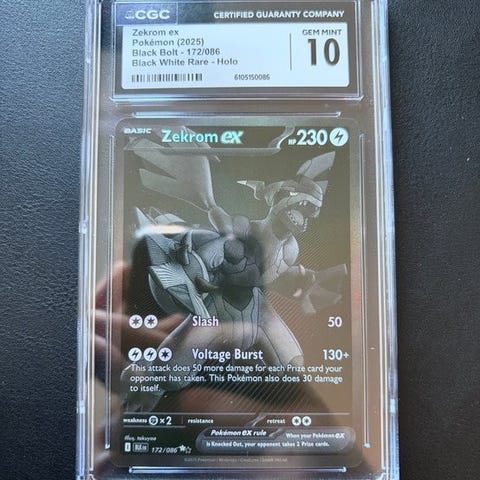 CGC CERTIFIED GUARANTY COMPANY
Zekrom ex
Pokémon (2025)
Black Bolt - 172/086
Black White Rare - Holo
GEM MINT
10
6105150086
BASIC Zekrom ex HP 230
Slash 50
Voltage Burst 130+
This attack does 50 more damage for each Prize card your
opponent has taken. This Pokémon also does 30 damage
to itself.
weakness × 2 resistance retreat
Illus. takuyoa
Pokémon ex rule
When your Pokémon ex
is Knocked Out, your opponent takes 2 Prize cards.
172/086